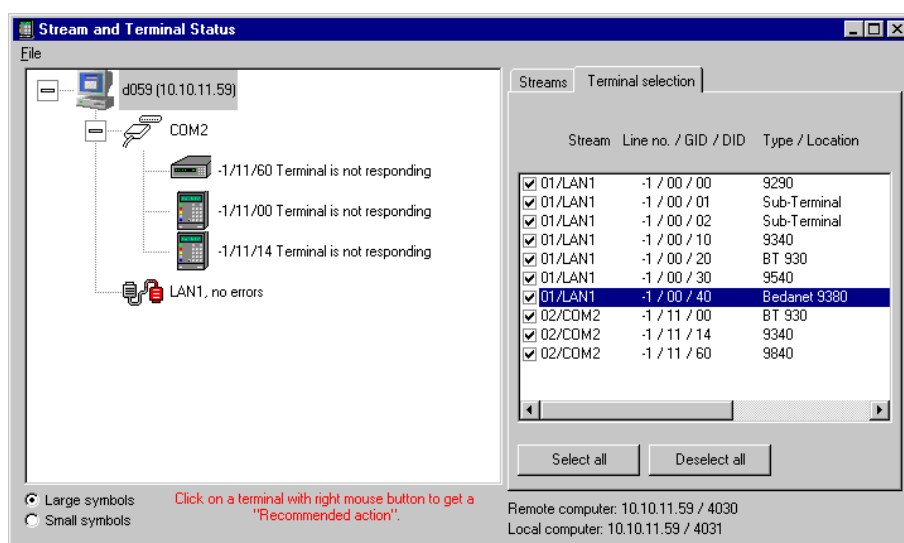 Stream and Terminal Status
File
d059 (10.10.11.59)
COM2
-1/11/60 Terminal is not responding
-1/11/00 Terminal is not responding
-1/11/14 Terminal is not responding
LAN1, no errors
Large symbols
Small symbols
Click on a terminal with right mouse button to get a
"Recommended action".
Streams Terminal selection
Stream Line no. / GID / DID Type / Location
01/LAN1 -1 / 00 / 00 9290
01/LAN1 -1 / 00 / 01 Sub-Terminal
01/LAN1 -1 / 00 / 02 Sub-Terminal
01/LAN1 -1 / 00 / 10 9340
01/LAN1 -1 / 00 / 20 BT 930
01/LAN1 -1 / 00 / 30 9540
01/LAN1 -1 / 00 / 40 Bedanet 9380
02/COM2 -1 / 11 / 00 BT 930
02/COM2 -1 / 11 / 14 9340
02/COM2 -1 / 11 / 60 9840
Select all Deselect all
Remote computer: 10.10.11.59 / 4030
Local computer: 10.10.11.59 / 4031